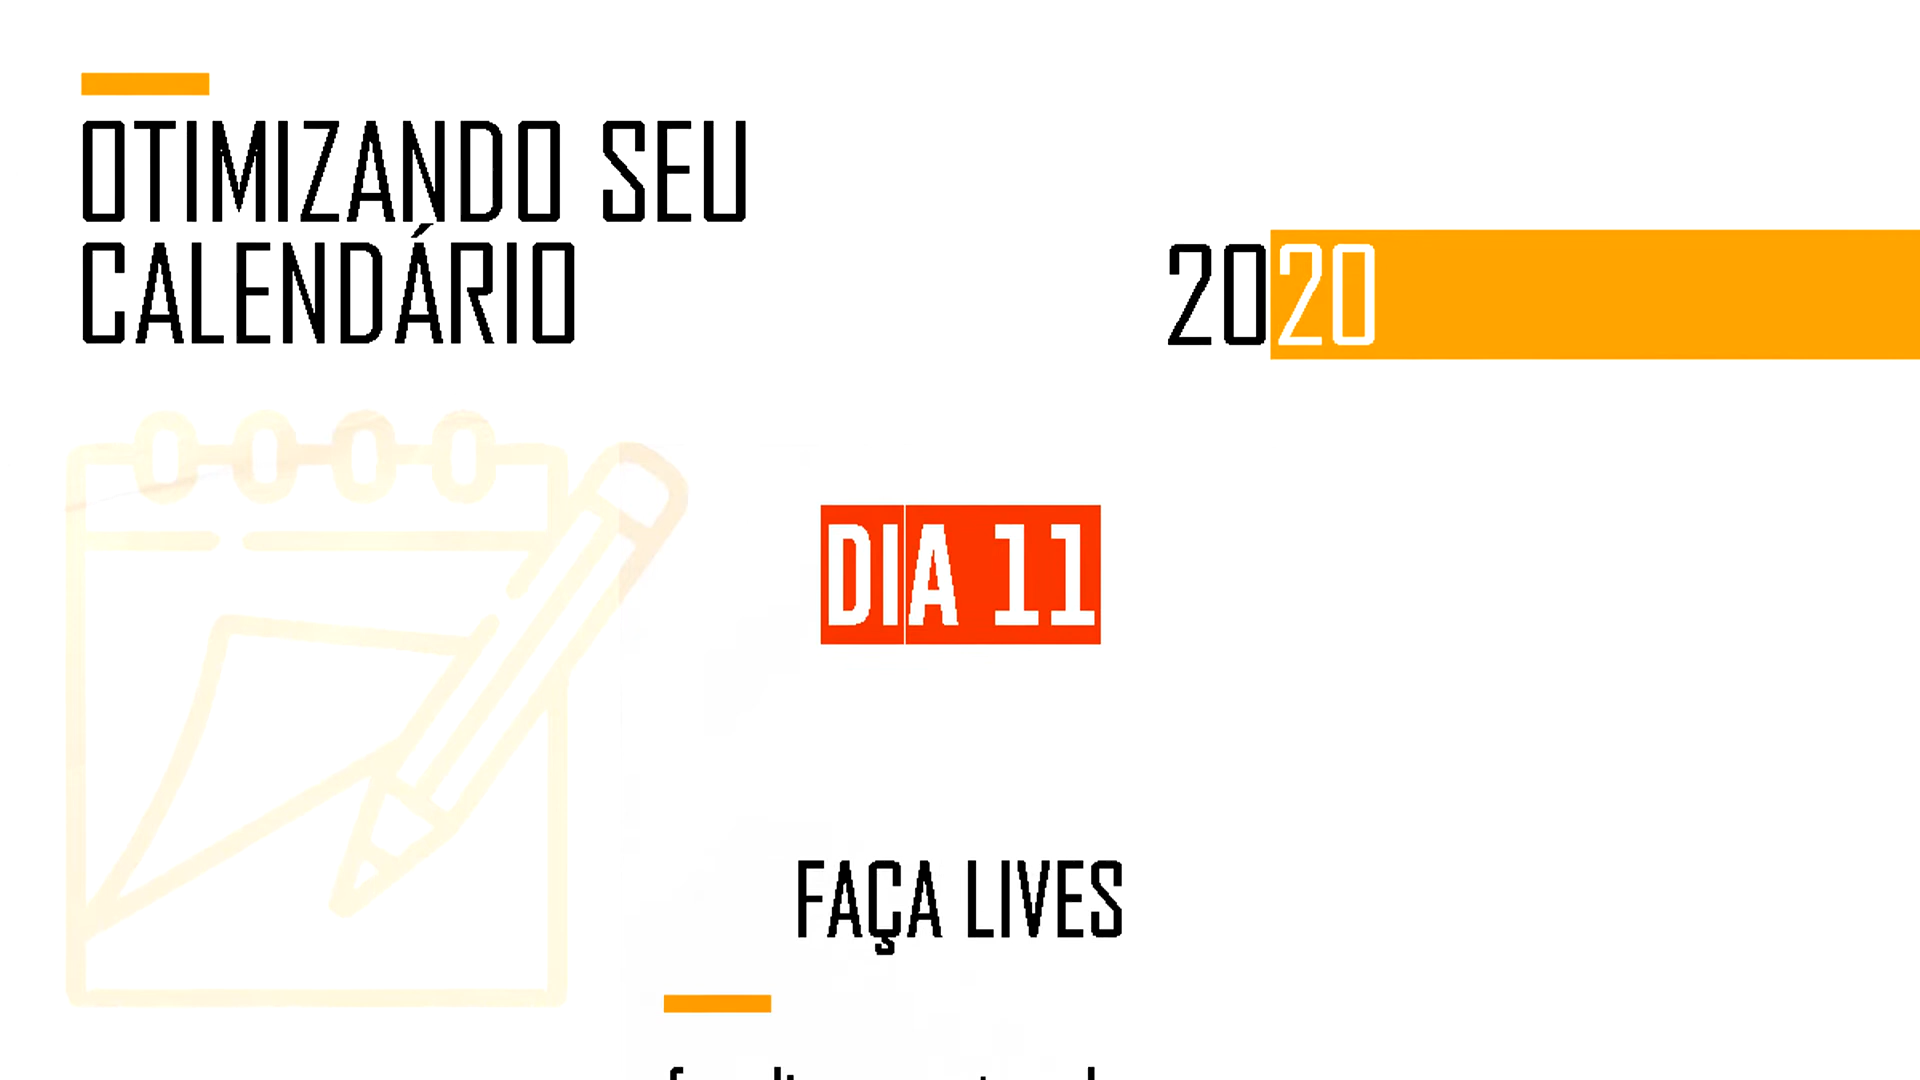 OTIMIZANDO SEU
CALENDÁRIO
2020
DIA 11
FAÇA LIVES